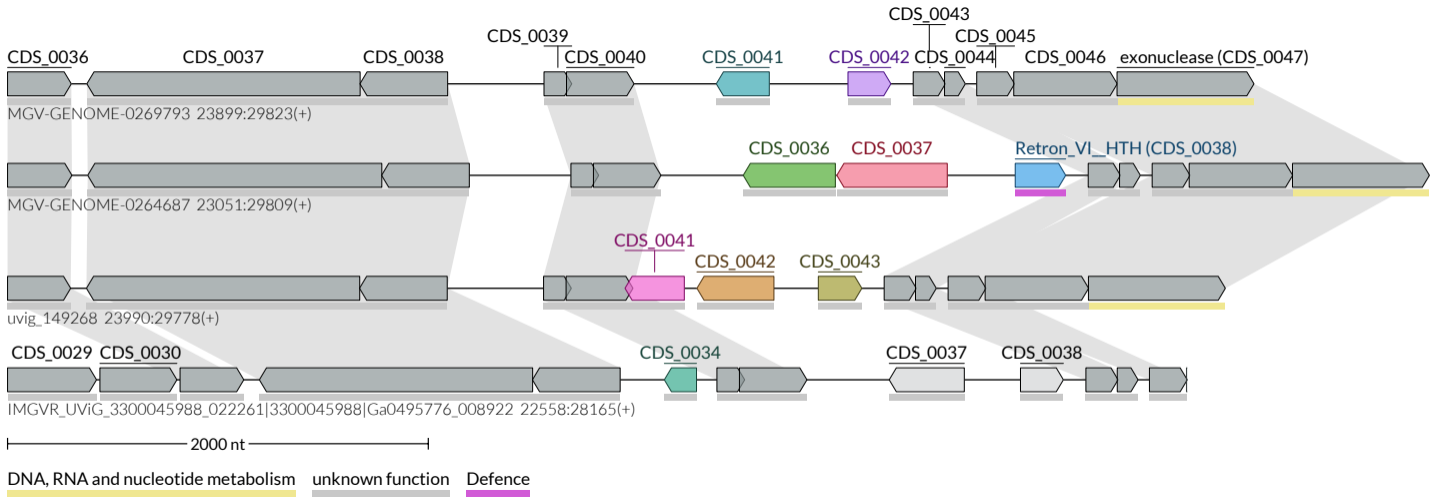 CDS_0043
CDS_0039 CDS_0045
CDS_0036 CDS_0037 CDS_0038 CDS_0040 CDS_0041 CDS_0042 CDS_0044 CDS_0046 exonuclease (CDS_0047)
MGV-GENOME-0269793 23899:29823(+)
CDS_0036 CDS_0037 Retron_VI__HTH (CDS_0038)
MGV-GENOME-0264687 23051:29809(+)
CDS_0041
CDS_0042 CDS_0043
uvig_149268 23990:29778(+)
CDS_0029 CDS_0030 CDS_0034 CDS_0037 CDS_0038
IMGVR_UViG_3300045988_022261|3300045988|Ga0495776_008922 22558:28165(+)
2000 nt
DNA, RNA and nucleotide metabolism unknown function Defence